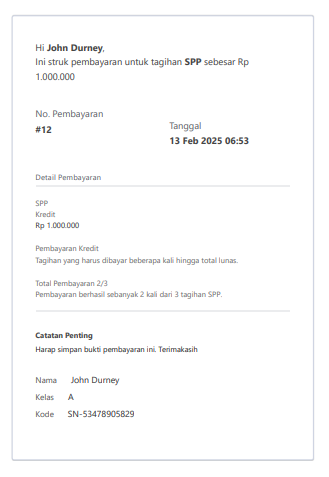 Hi John Durney,
Ini struk pembayaran untuk tagihan SPP sebesar Rp
1.000.000
No. Pembayaran
#12
Tanggal
13 Feb 2025 06:53
Detail Pembayaran
SPP
Kredit
Rp 1.000.000
Pembayaran Kredit
Tagihan yang harus dibayar beberapa kali hingga total lunas.
Total Pembayaran 2/3
Pembayaran berhasil sebanyak 2 kali dari 3 tagihan SPP.
Catatan Penting
Harap simpan bukti pembayaran ini. Terimakasih
Nama John Durney
Kelas A
Kode SN-53478905829